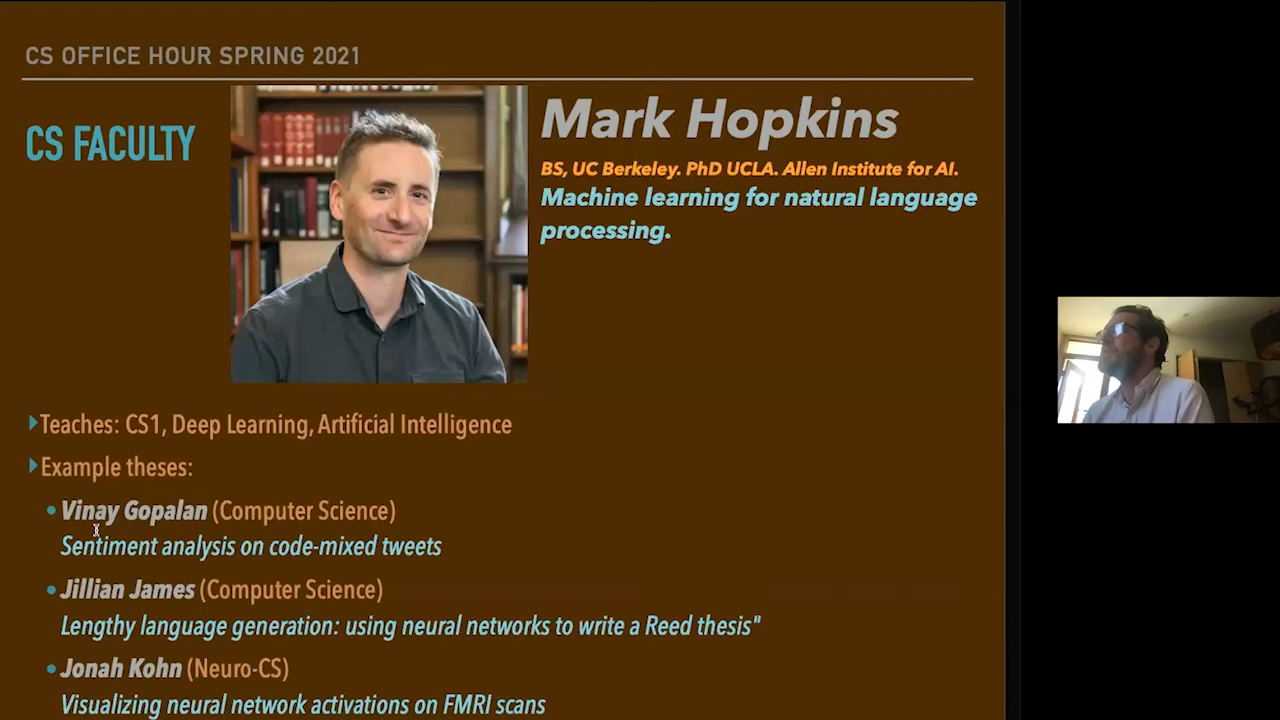 CS OFFICE HOUR SPRING 2021
CS FACULTY
Mark Hopkins
BS, UC Berkeley. PhD UCLA. Allen Institute for AI.
Machine learning for natural language
processing.
Teaches: CS1, Deep Learning, Artificial Intelligence
Example theses:
Vinay Gopalan (Computer Science)
Sentiment analysis on code-mixed tweets
Jillian James (Computer Science)
Lengthy language generation: using neural networks to write a Reed thesis"
Jonah Kohn (Neuro-CS)
Visualizing neural network activations on FMRI scans